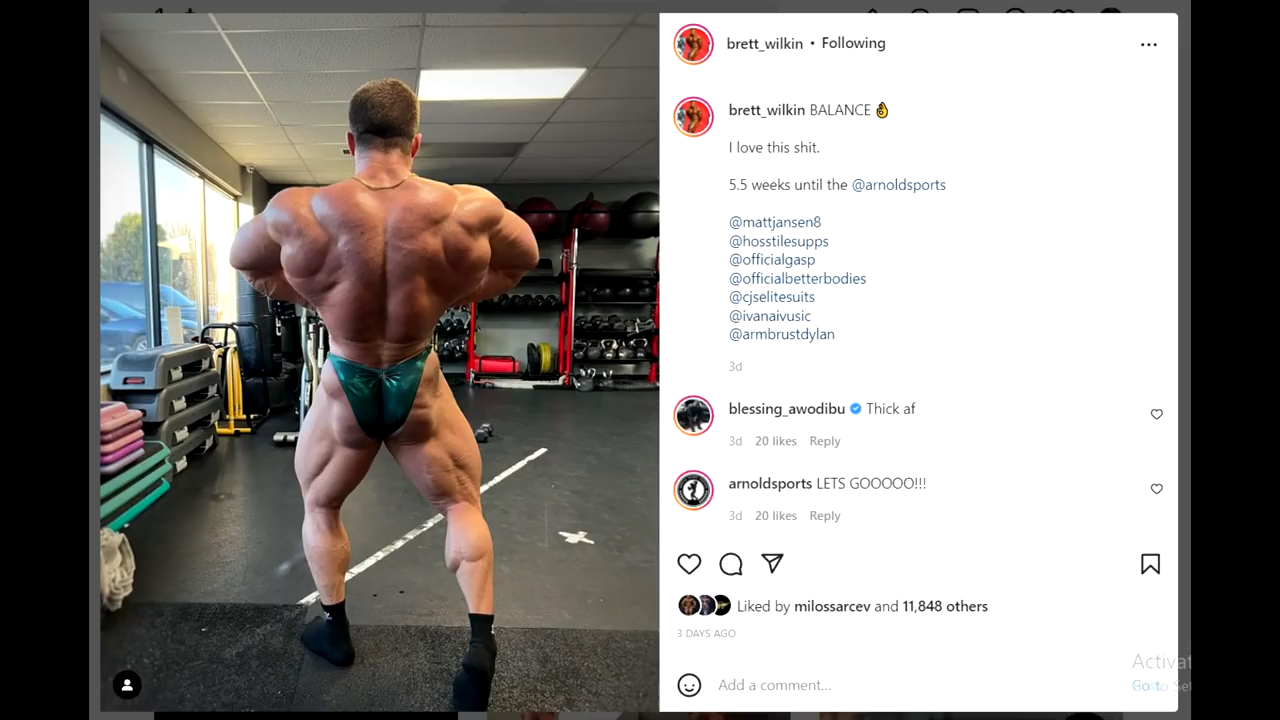 brett_wilkin • Following
brett_wilkin BALANCE 👌
I love this shit.
5.5 weeks until the @arnoldsports
@mattjansen8
@hosstilesupps
@officialgasp
@officialbetterbodies
@cjselitesuits
@ivanaivusic
@armbrustdylan
3d
blessing_awodibu Thick af
3d 20 likes Reply
arnoldsports LETS GOOOOO!!!
3d 20 likes Reply
Liked by milossarcev and 11,848 others
3 DAYS AGO
Add a comment...
Activat